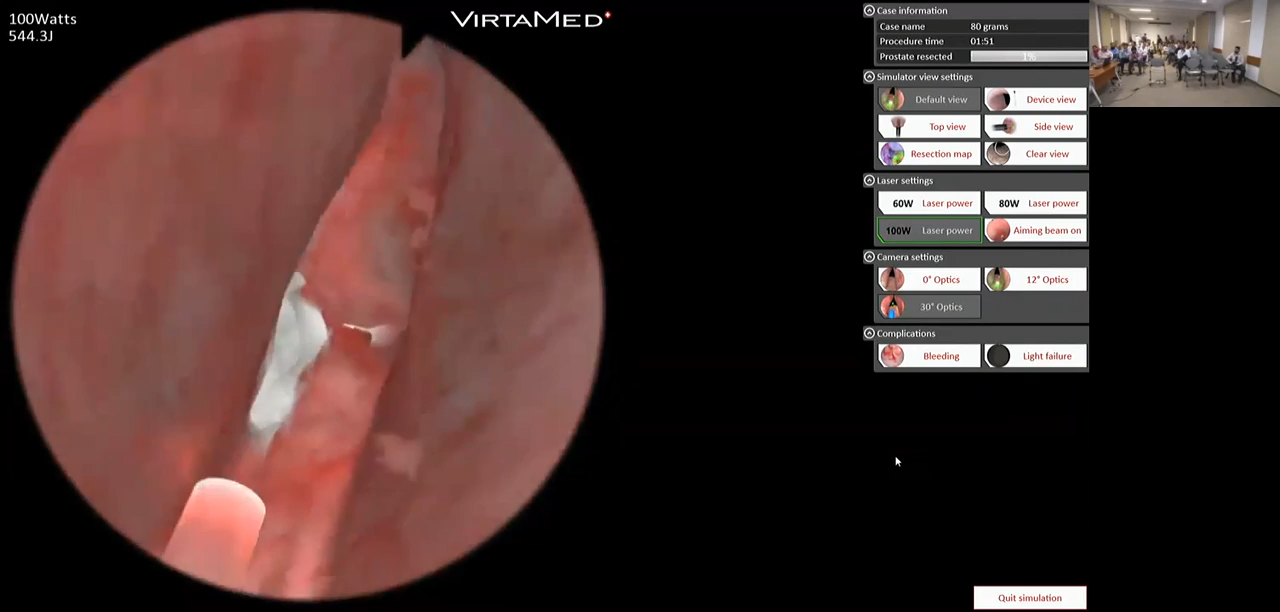 100Watts
544.3J
VIRTAMED
Case information
Case name 80 grams
Procedure time 01:51
Prostate resected 1%
Simulator view settings
Default view Device view
Top view Side view
Resection map Clear view
Laser settings
60W Laser power 80W Laser power
100W Laser power Aiming beam on
Camera settings
0° Optics 12° Optics
30° Optics
Complications
Bleeding Light failure
Quit simulation